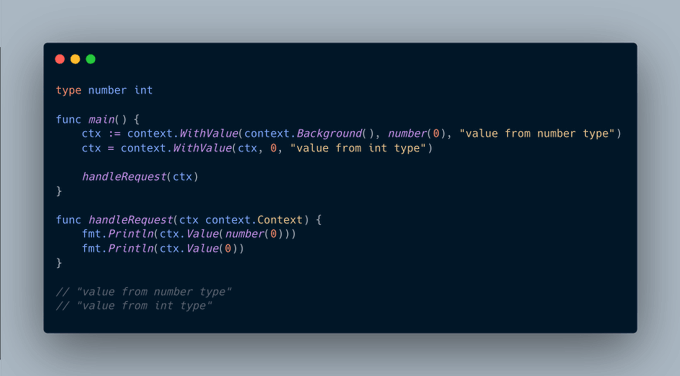 type number int
func main() {
ctx := context.WithValue(context.Background(), number(0), "value from number type")
ctx = context.WithValue(ctx, 0, "value from int type")
handleRequest(ctx)
}
func handleRequest(ctx context.Context) {
fmt.Println(ctx.Value(number(0)))
fmt.Println(ctx.Value(0))
}
// "value from number type"
// "value from int type"